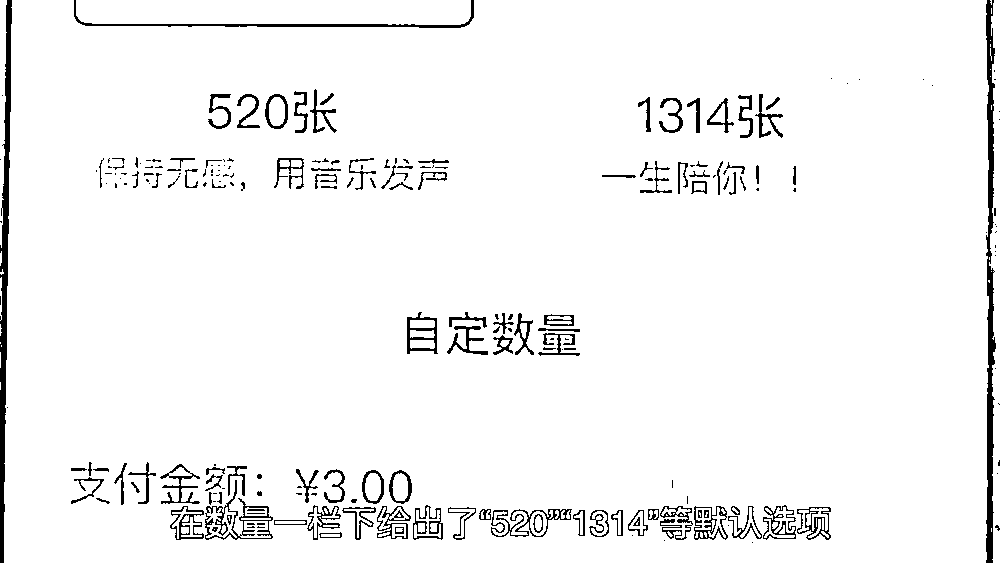 520张
1314张
保持无感，用音乐发声
一生陪你！！
自定数量
支付金额：¥3.00
在数量一栏下给出了“520”“1314”等默认选项